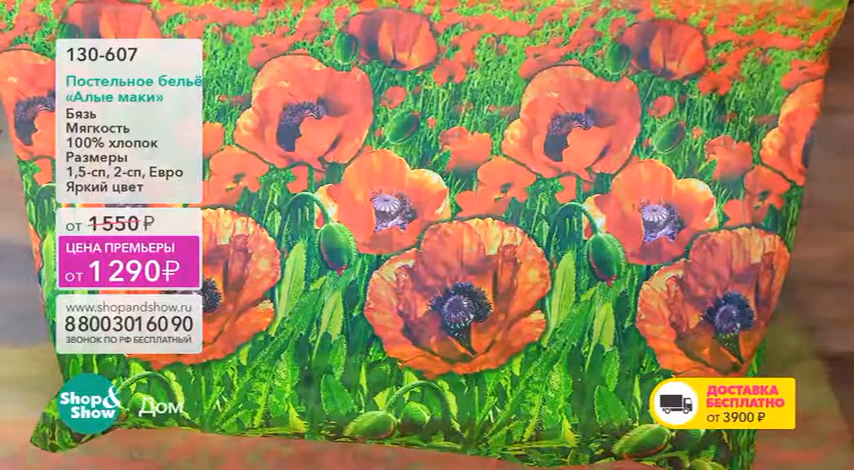 130-607
Постельное бельё
«Алые маки»
Бязь
Мягкость
100% хлопок
Размеры
1,5-сп, 2-сп, Евро
Яркий цвет
от 1550 ₽
ЦЕНА ПРЕМЬЕРЫ
от 1290 ₽
www.shopandshow.ru
88003016090
ЗВОНОК ПО РФ БЕСПЛАТНЫЙ
Shop &
Show
Дом
ДОСТАВКА
БЕСПЛАТНО
от 3900 ₽